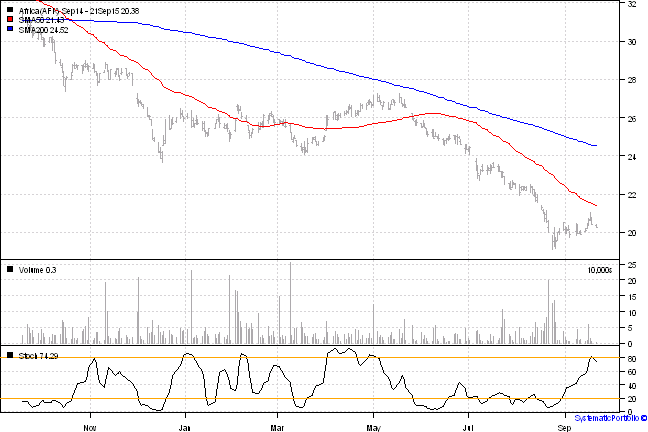 Africa(AFK) Sep14 - 21Sep15 20.38
SMA50 21.43
SMA200 24.52
32
30
28
26
24
22
20
Volume 0.3
10,000s
25
20
15
10
5
0
Stoch 74.29
80
60
40
20
0
Nov Jan Mar May Jul Sep
SystematicPortfolio ©